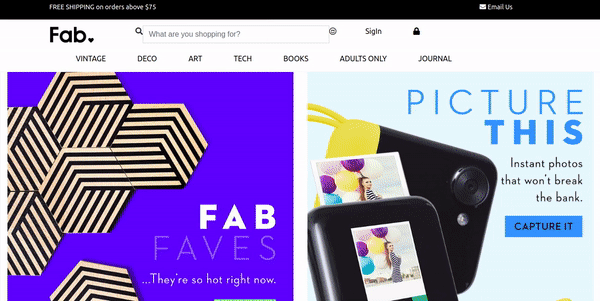 FREE SHIPPING on orders above $75
Email Us
Fab.
What are you shopping for?
SignIn
VINTAGE DECO ART TECH BOOKS ADULTS ONLY JOURNAL
FAB
FAVES
...They're so hot right now.
PICTURE
THIS
Instant photos
that won't break
the bank.
CAPTURE IT